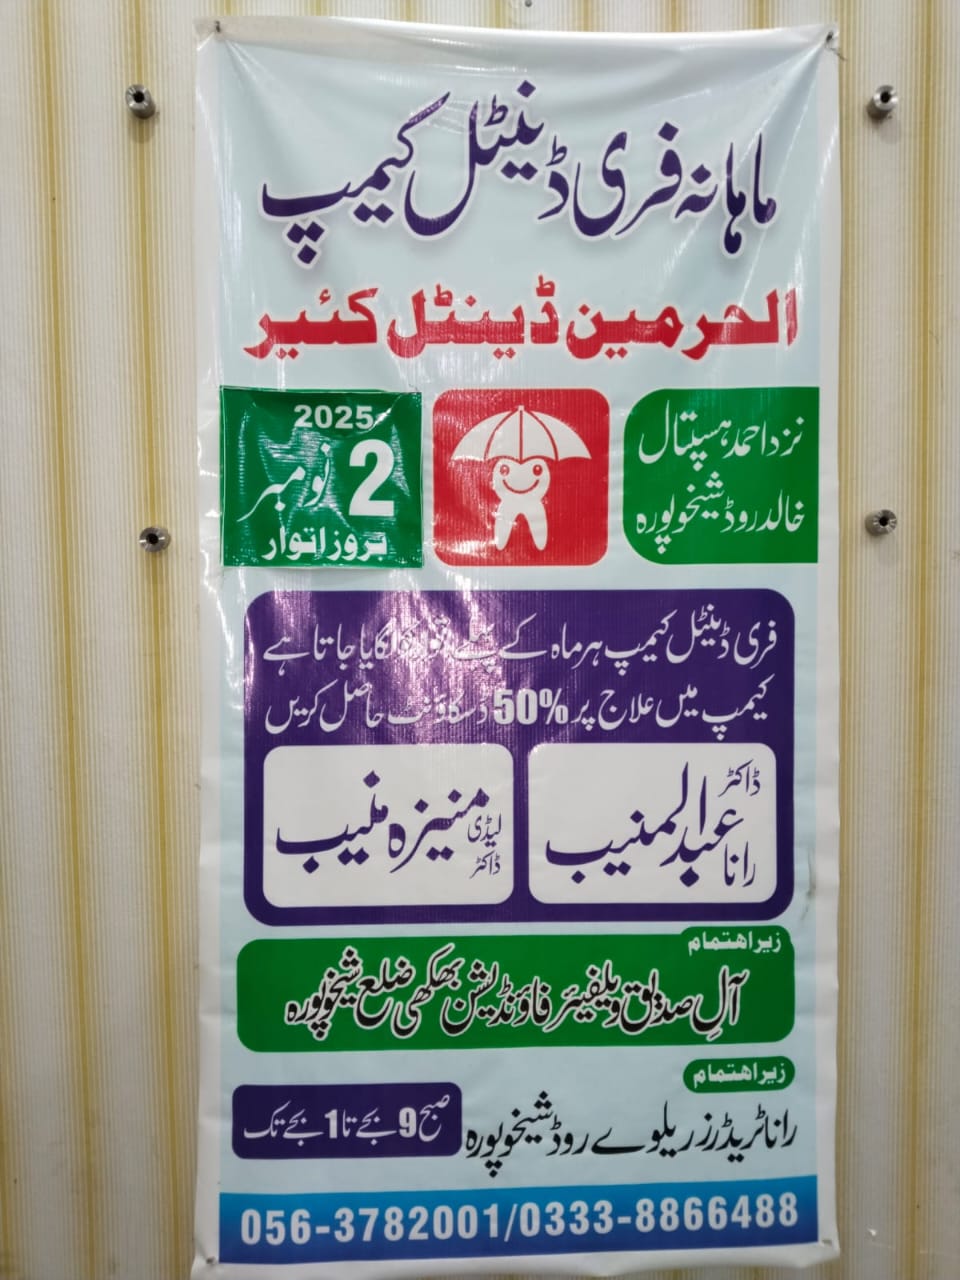 ماہانہ فری ڈینٹل کیمپ
الحرمین ڈینٹل کئیر
نزد احمد ہسپتال
خالد روڈ شیخوپورہ
2025
2 نومبر
بروز اتوار
فری ڈینٹل کیمپ ہر ماہ کے پہلے اتوار کو لگایا جاتا ہے
کیمپ میں علاج پر 50% ڈسکاؤنٹ حاصل کریں
ڈاکٹر
رانا عبدالمنیب
لیڈی ڈاکٹر
منیزہ منیب
زیر اہتمام
آلِ صدیق ویلفیئر فاؤنڈیشن بھکھی ضلع شیخوپورہ
زیر اہتمام
رانا ٹریڈرز ریلوے روڈ شیخوپورہ
صبح 9 بجے تا 1 بجے تک
056-3782001/0333-8866488